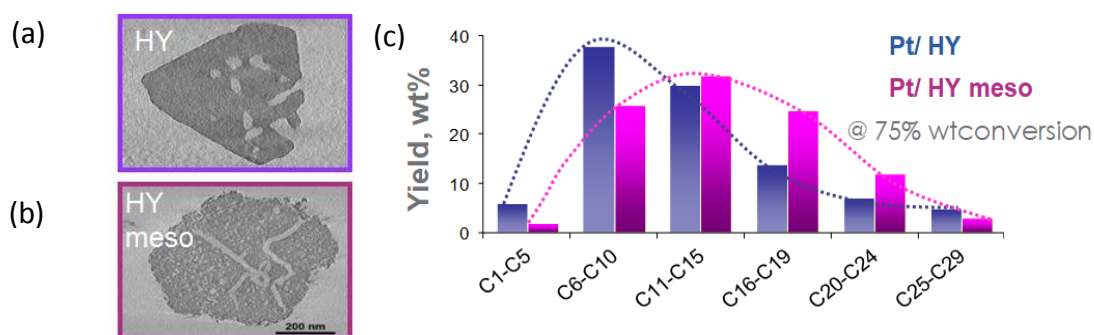 (a)
HY
(b)
HY
meso
200 nm
(c)
Yield, wt%
40
30
20
10
0
C1-C5
C6-C10
C11-C15
C16-C19
C20-C24
C25-C29
Pt/ HY
Pt/ HY meso
@ 75% wtconversion